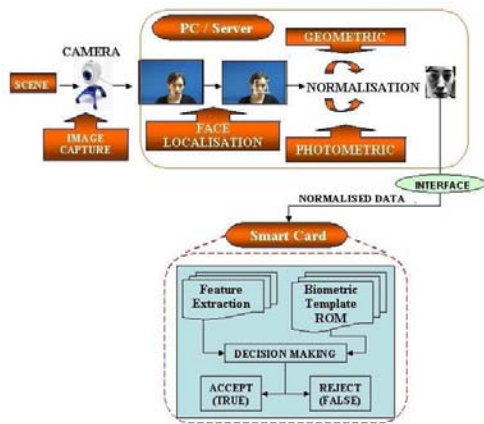 PC / Server
GEOMETRIC
CAMERA
SCENE
NORMALISATION
IMAGE
CAPTURE
FACE
LOCALISATION
PHOTOMETRIC
INTERFACE
NORMALISED DATA
Smart Card
Feature
Extraction
Biometric
Template
ROM
DECISION MAKING
ACCEPT
(TRUE)
REJECT
(FALSE)